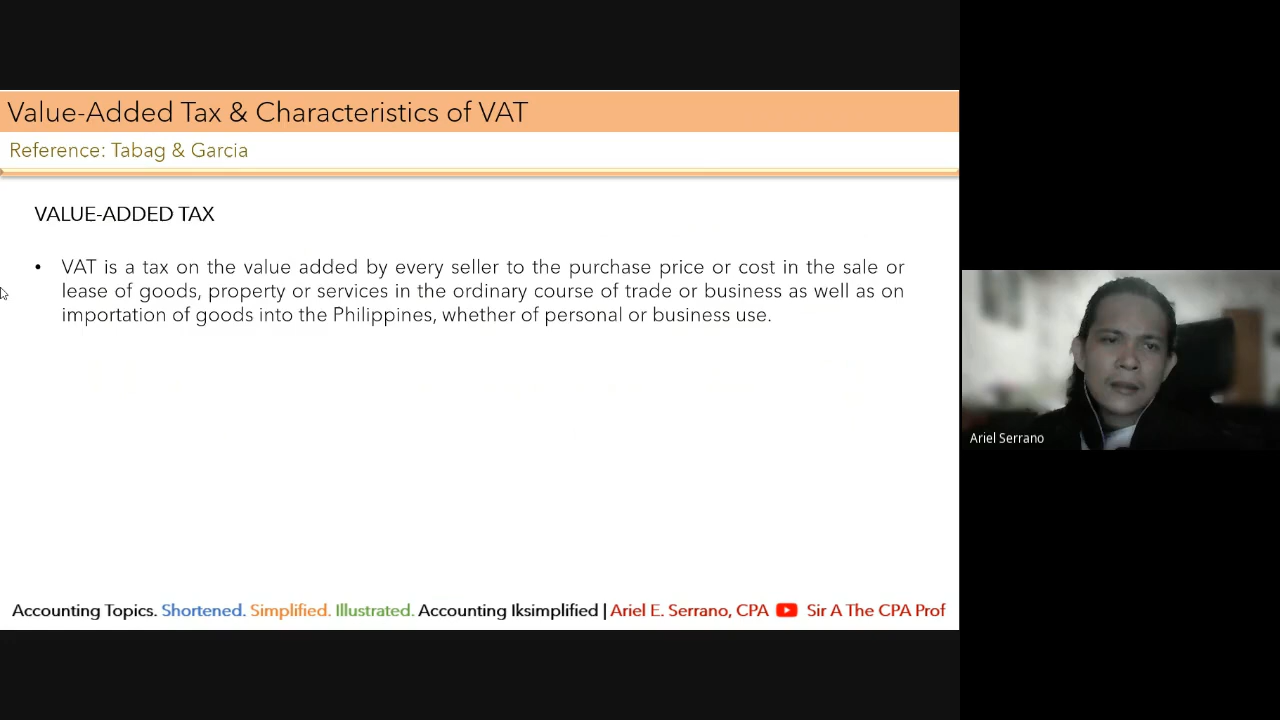 Value-Added Tax & Characteristics of VAT
Reference: Tabag & Garcia
VALUE-ADDED TAX
• VAT is a tax on the value added by every seller to the purchase price or cost in the sale or
lease of goods, property or services in the ordinary course of trade or business as well as on
importation of goods into the Philippines, whether of personal or business use.
Ariel Serrano
Accounting Topics. Shortened. Simplified. Illustrated. Accounting Iksimplified | Ariel E. Serrano, CPA Sir A The CPA Prof